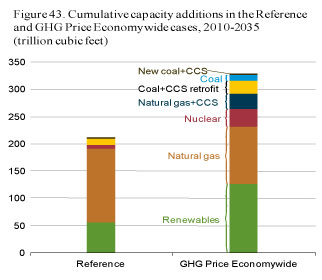 Figure 43. Cumulative capacity additions in the Reference
and GHG Price Economywide cases, 2010-2035
(trillion cubic feet)
350
300
250
200
150
100
50
0
New coal+CCS
Coal
Coal+CCS retrofit
Natural gas+CCS
Nuclear
Natural gas
Renewables
Reference
GHG Price Economywide